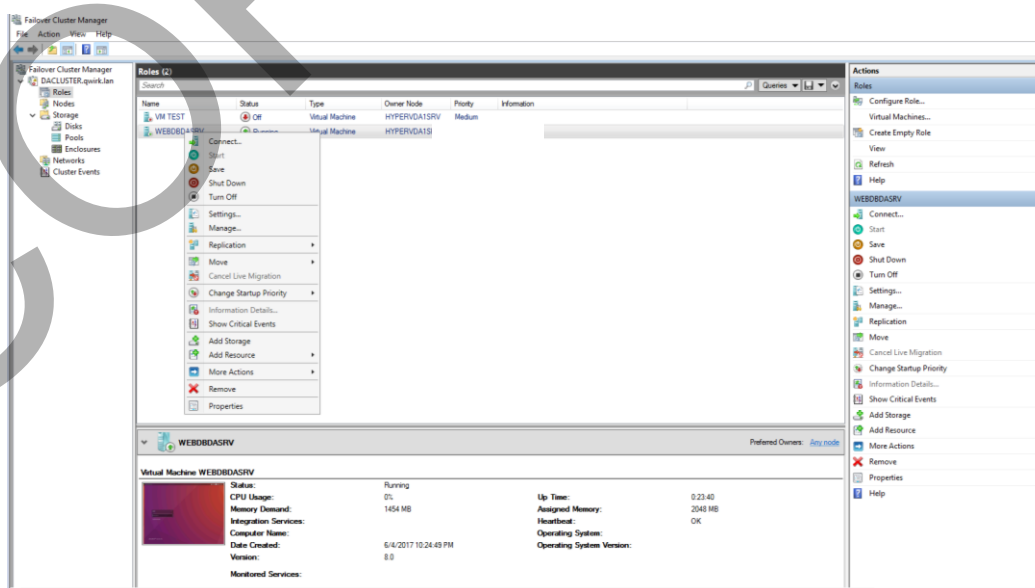 Failover Cluster Manager
File Action View Help
Failover Cluster Manager
DACLUSTER.qwirk.lan
Roles
Nodes
Storage
Disks
Pools
Enclosures
Networks
Cluster Events
Roles (2)
Search
Queries
Name Status Type Owner Node Priority Information
VM TEST Off Virtual Machine HYPERVDA1SRV Medium
WEBDBDASRV Running Virtual Machine HYPERVDA1S
Connect...
Start
Save
Shut Down
Turn Off
Settings...
Manage...
Replication
Move
Cancel Live Migration
Change Startup Priority
Information Details...
Show Critical Events
Add Storage
Add Resource
More Actions
Remove
Properties
WEBDBDASRV
Preferred Owners: Any node
Virtual Machine WEBDBDASRV
Status: Running
CPU Usage: 0% Up Time: 0:23:40
Memory Demand: 1454 MB Assigned Memory: 2048 MB
Integration Services: Heartbeat: OK
Computer Name: Operating System:
Date Created: 6/4/2017 10:24:49 PM Operating System Version:
Version: 8.0
Monitored Services:
Actions
Roles
Configure Role...
Virtual Machines...
Create Empty Role
View
Refresh
Help
WEBDBDASRV
Connect...
Start
Save
Shut Down
Turn Off
Settings...
Manage...
Replication
Move
Cancel Live Migration
Change Startup Priority
Information Details...
Show Critical Events
Add Storage
Add Resource
More Actions
Remove
Properties
Help